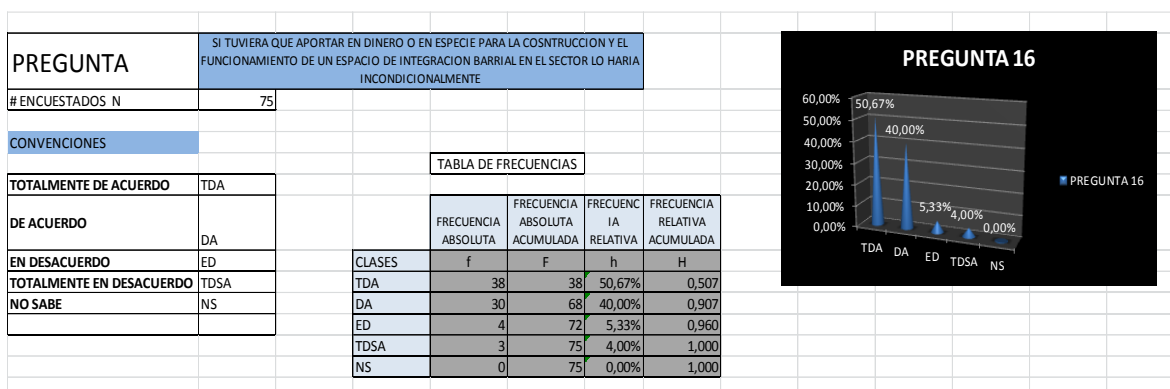 PREGUNTA
SI TUVIERA QUE APORTAR EN DINERO O EN ESPECIE PARA LA COSNTRUCCION Y EL
FUNCIONAMIENTO DE UN ESPACIO DE INTEGRACION BARRIAL EN EL SECTOR LO HARIA
INCONDICIONALMENTE
# ENCUESTADOS N 75
CONVENCIONES
TOTALMENTE DE ACUERDO TDA
DE ACUERDO DA
EN DESACUERDO ED
TOTALMENTE EN DESACUERDO TDSA
NO SABE NS
TABLA DE FRECUENCIAS
FRECUENCIA
ABSOLUTA
FRECUENCIA
ABSOLUTA
ACUMULADA
FRECUENC
IA
RELATIVA
FRECUENCIA
RELATIVA
ACUMULADA
CLASES f F h H
TDA 38 38 50,67% 0,507
DA 30 68 40,00% 0,907
ED 4 72 5,33% 0,960
TDSA 3 75 4,00% 1,000
NS 0 75 0,00% 1,000
PREGUNTA 16
60,00%
50,00%
40,00%
30,00%
20,00%
10,00%
0,00%
50,67%
40,00%
5,33%
4,00%
0,00%
TDA DA ED TDSA NS
PREGUNTA 16